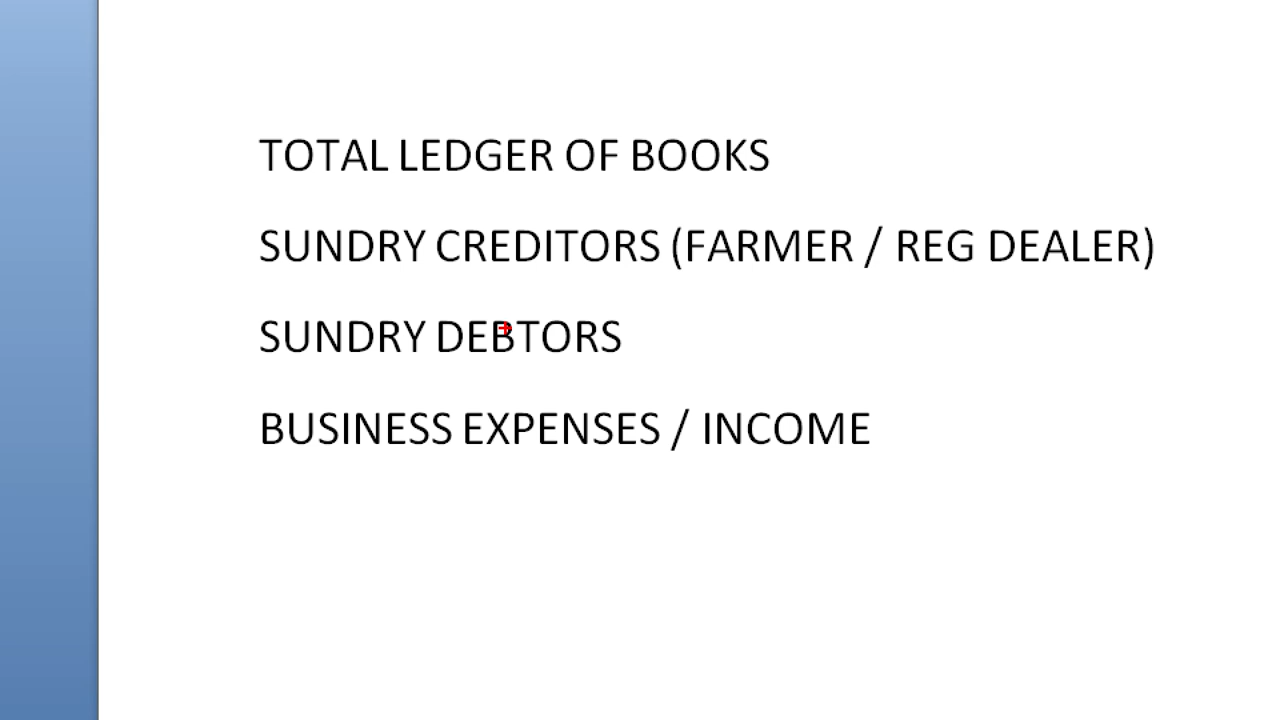 TOTAL LEDGER OF BOOKS
SUNDRY CREDITORS (FARMER / REG DEALER)
SUNDRY DEBTORS
BUSINESS EXPENSES / INCOME